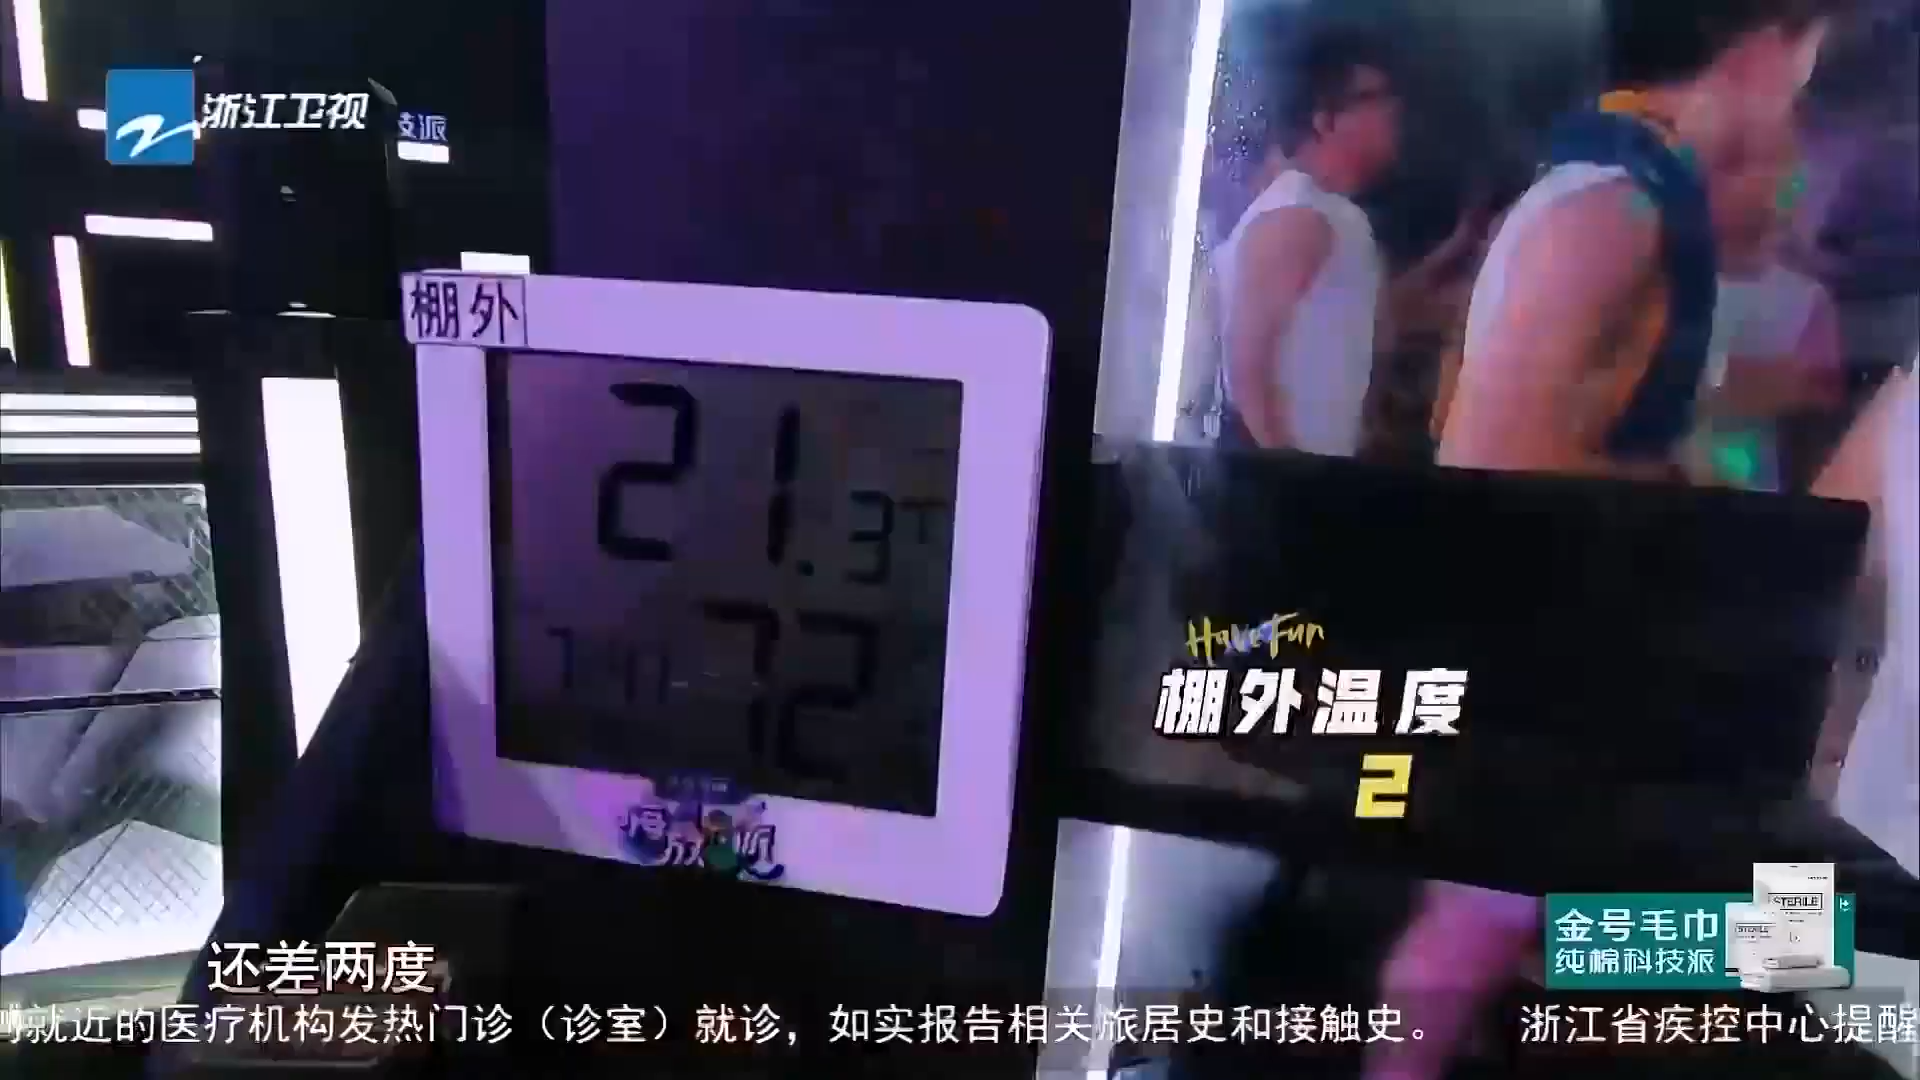 浙江卫视
技派
棚外
21.3
72
Have Fun
棚外温度
2
STERILE
STERILE
金号毛巾
纯棉科技派
还差两度
就近的医疗机构发热门诊（诊室）就诊，如实报告相关旅居史和接触史。 浙江省疾控中心提醒